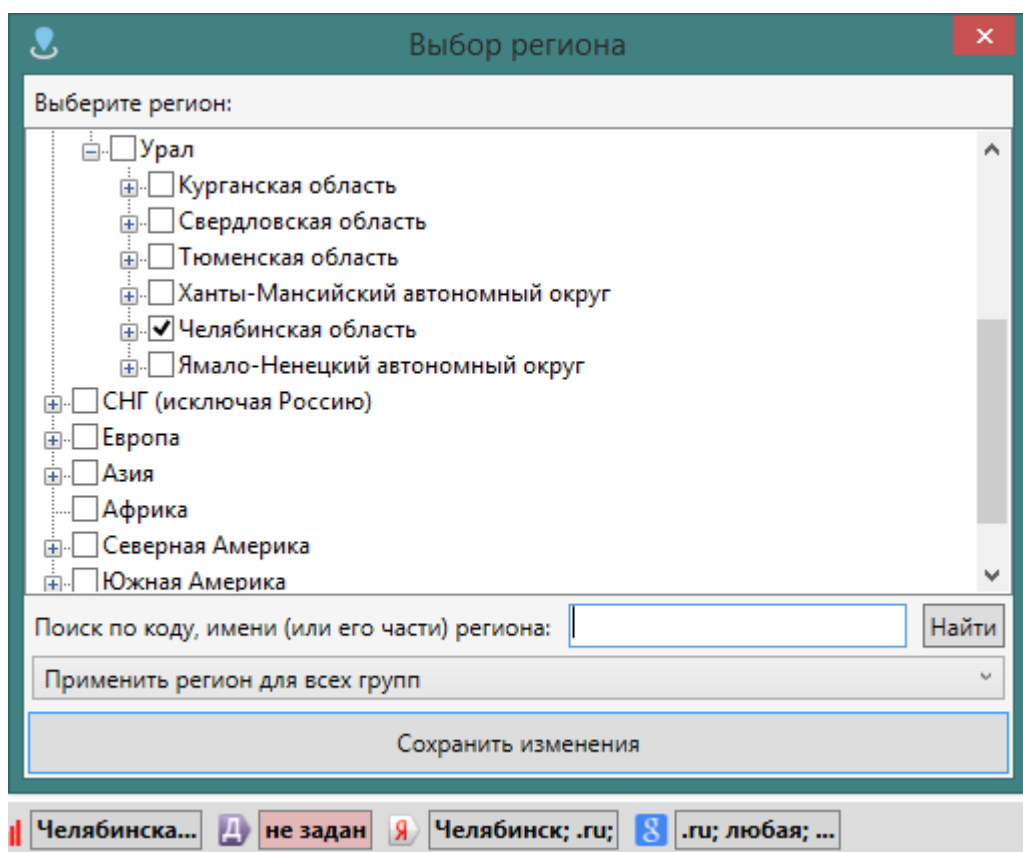 Выбор региона
Выберите регион:
Урал
Курганская область
Свердловская область
Тюменская область
Ханты-Мансийский автономный округ
Челябинская область
Ямало-Ненецкий автономный округ
СНГ (исключая Россию)
Европа
Азия
Африка
Северная Америка
Южная Америка
Поиск по коду, имени (или его части) региона: Найти
Применить регион для всех групп
Сохранить изменения
Челябинска... Д не задан Я Челябинск; .ru; 8 .ru; любая; ...